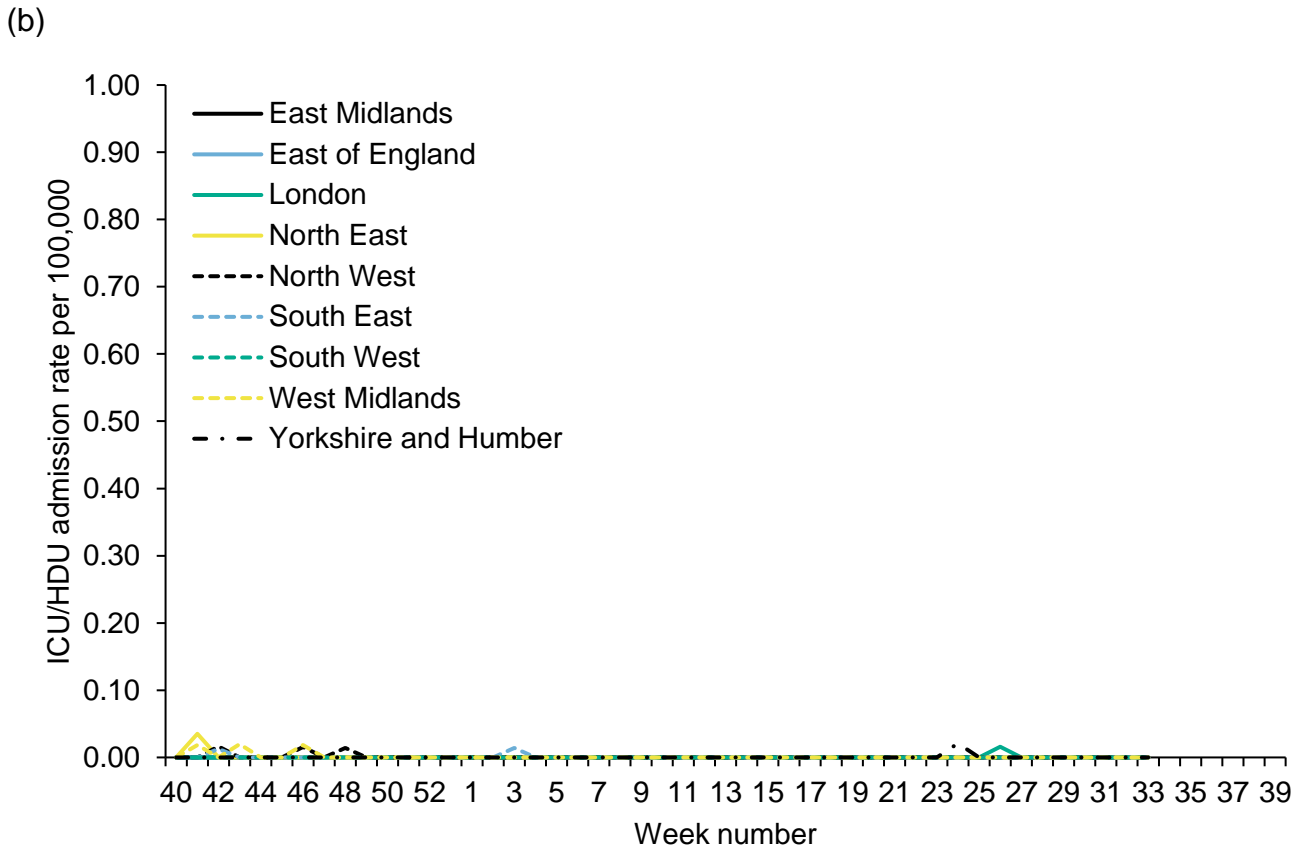 (b)
1.00
0.90
0.80
0.70
0.60
0.50
0.40
0.30
0.20
0.10
0.00
ICU/HDU admission rate per 100,000
East Midlands
East of England
London
North East
North West
South East
South West
West Midlands
Yorkshire and Humber
40 42 44 46 48 50 52 1 3 5 7 9 11 13 15 17 19 21 23 25 27 29 31 33 35 37 39
Week number